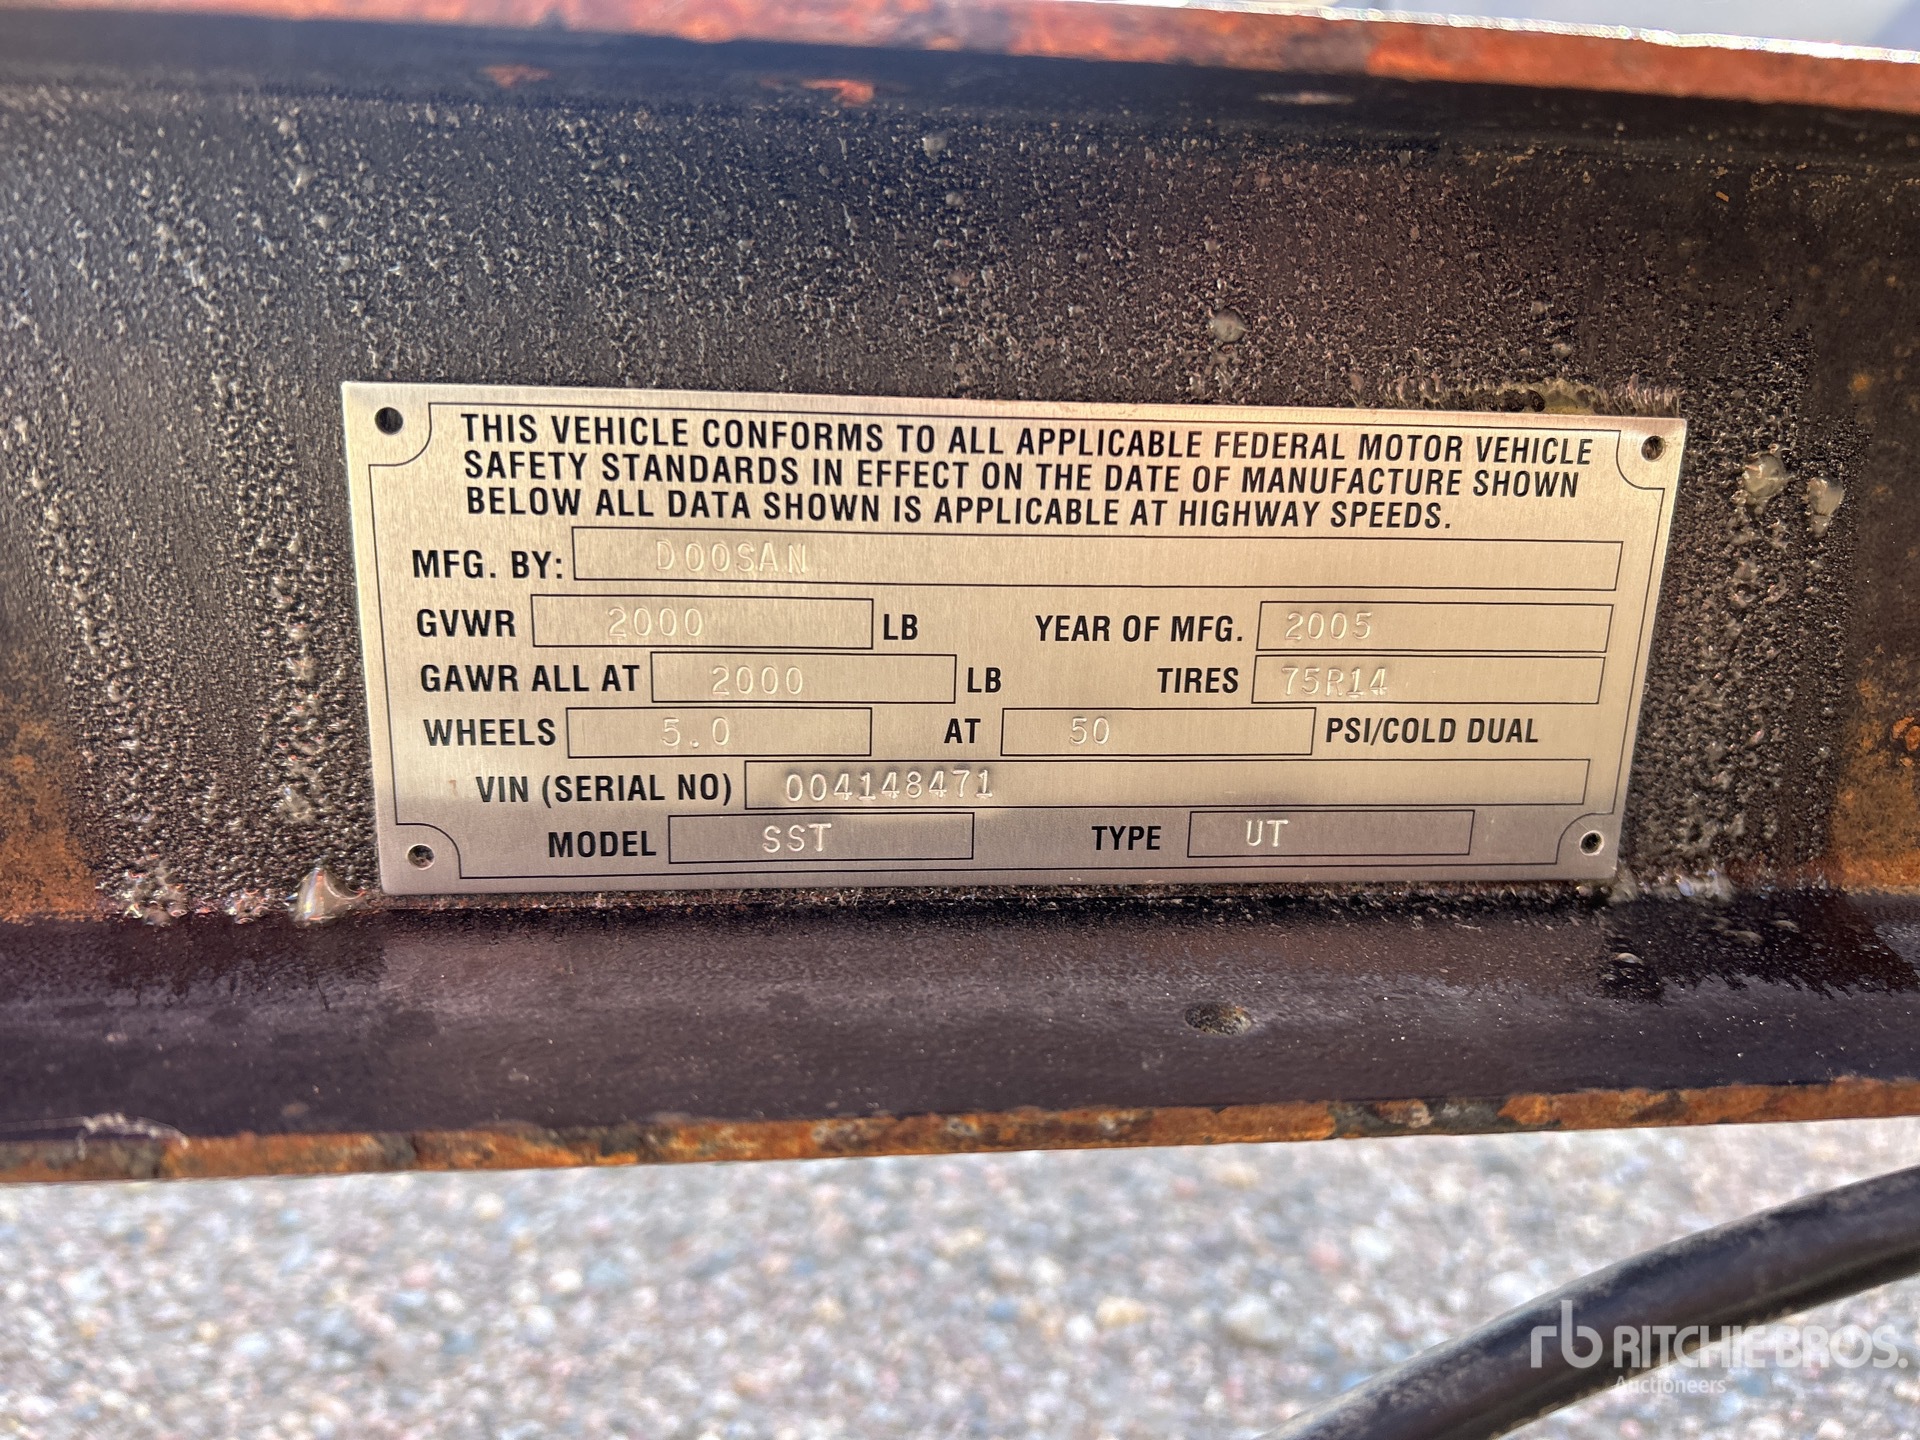 THIS VEHICLE CONFORMS TO ALL APPLICABLE FEDERAL MOTOR VEHICLE
SAFETY STANDARDS IN EFFECT ON THE DATE OF MANUFACTURE SHOWN
BELOW ALL DATA SHOWN IS APPLICABLE AT HIGHWAY SPEEDS.
MFG. BY: DOOSAN
GVWR 2000 LB YEAR OF MFG. 2005
GAWR ALL AT 2000 LB TIRES 75R14
WHEELS 5.0 AT 50 PSI/COLD DUAL
VIN (SERIAL NO) 004148471
MODEL SST TYPE UT
rb RITCHIE BROS.
Auctioneers